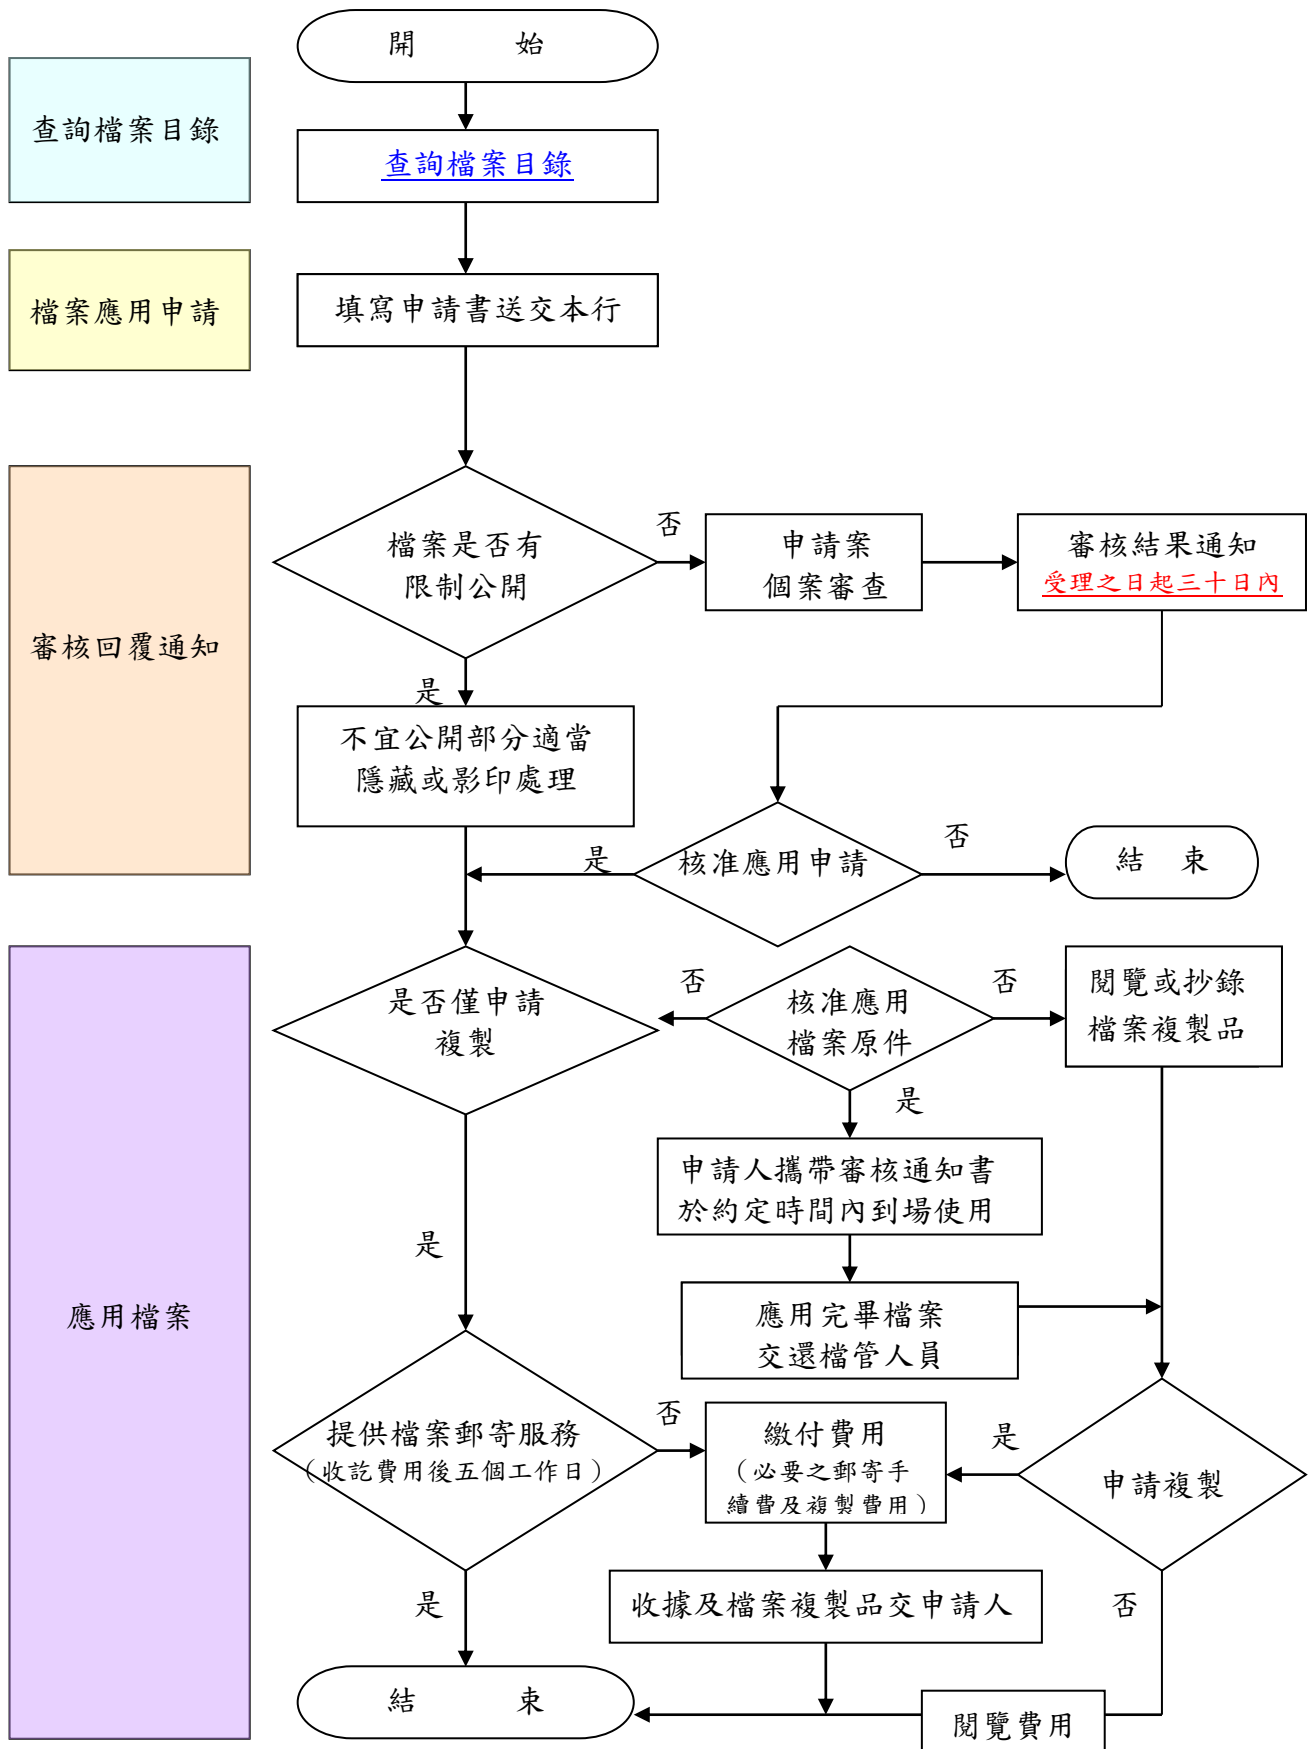 開 始
查詢檔案目錄
查詢檔案目錄
檔案應用申請
填寫申請書送交本行
審核回覆通知
檔案是否有
限制公開
否
申請案
個案審查
審核結果通知
受理之日起三十日內
是
不宜公開部分適當
隱藏或影印處理
是
核准應用申請
否
結 束
應用檔案
是否僅申請
複製
否
核准應用
檔案原件
否
閱覽或抄錄
檔案複製品
是
申請人攜帶審核通知書
於約定時間內到場使用
是
應用完畢檔案
交還檔管人員
提供檔案郵寄服務
（收訖費用後五個工作日）
否
繳付費用
（必要之郵寄手
續費及複製費用）
是
申請複製
是
收據及檔案複製品交申請人
否
結 束
閱覽費用